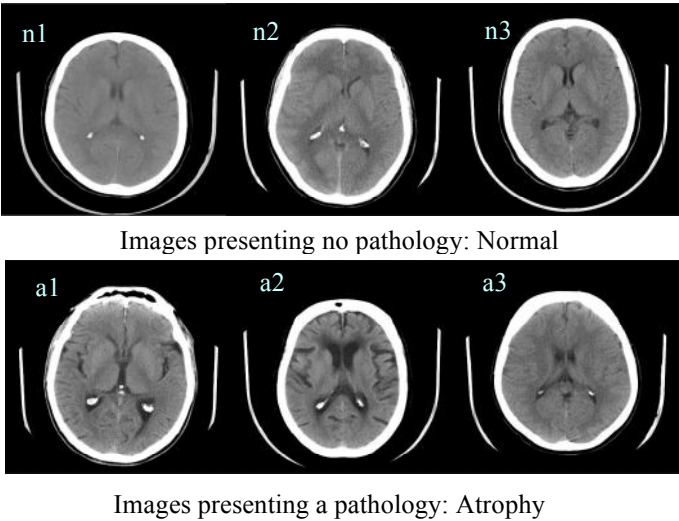 n1 n2 n3
Images presenting no pathology: Normal
a1 a2 a3
Images presenting a pathology: Atrophy